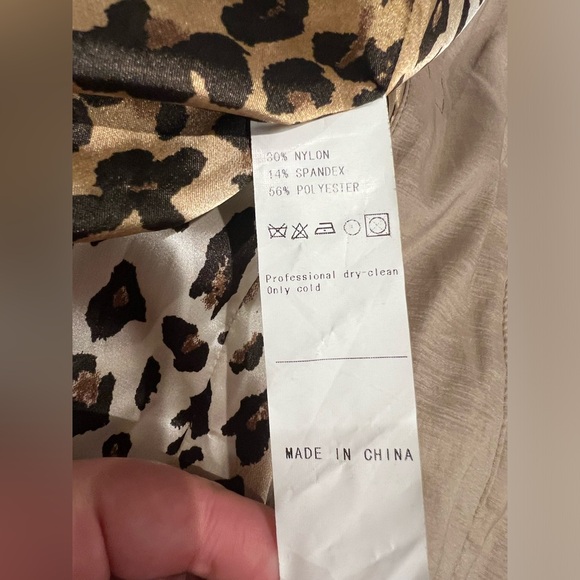 30% NYLON
14% SPANDEX
56% POLYESTER
Professional dry-clean
Only cold
MADE IN CHINA